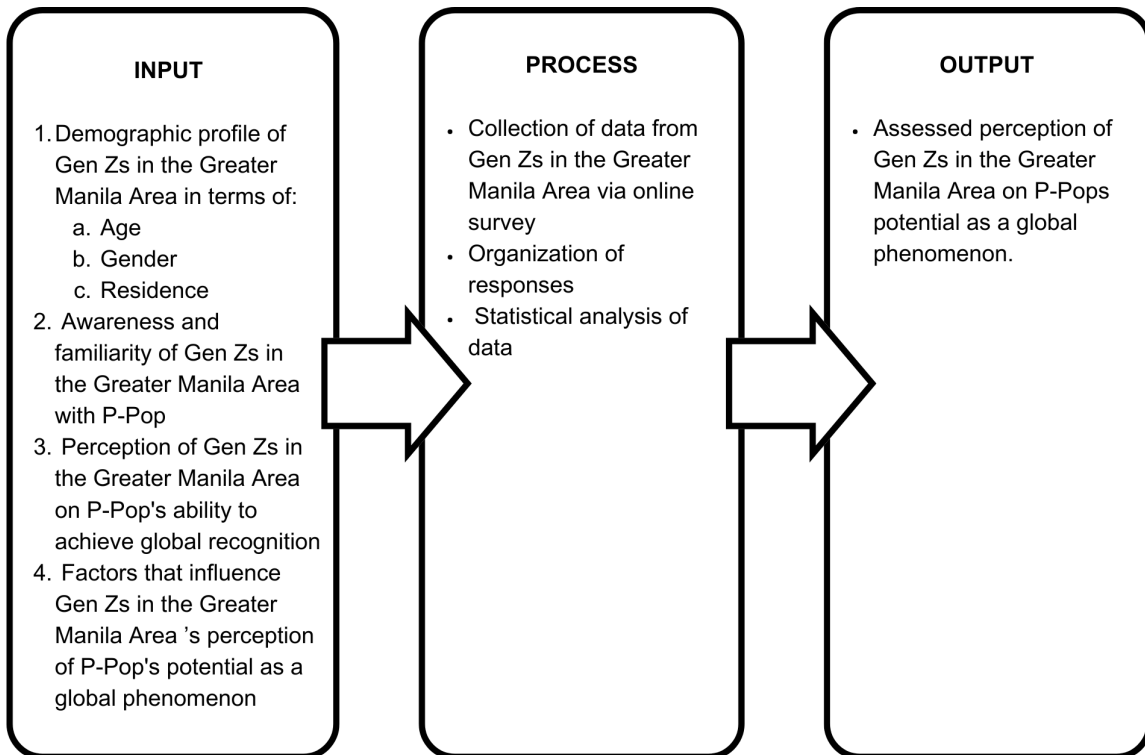 INPUT
1. Demographic profile of
Gen Zs in the Greater
Manila Area in terms of:
a. Age
b. Gender
c. Residence
2. Awareness and
familiarity of Gen Zs in
the Greater Manila Area
with P-Pop
3. Perception of Gen Zs in
the Greater Manila Area
on P-Pop's ability to
achieve global recognition
4. Factors that influence
Gen Zs in the Greater
Manila Area ’s perception
of P-Pop's potential as a
global phenomenon
PROCESS
• Collection of data from
Gen Zs in the Greater
Manila Area via online
survey
• Organization of
responses
• Statistical analysis of
data
OUTPUT
• Assessed perception of
Gen Zs in the Greater
Manila Area on P-Pops
potential as a global
phenomenon.